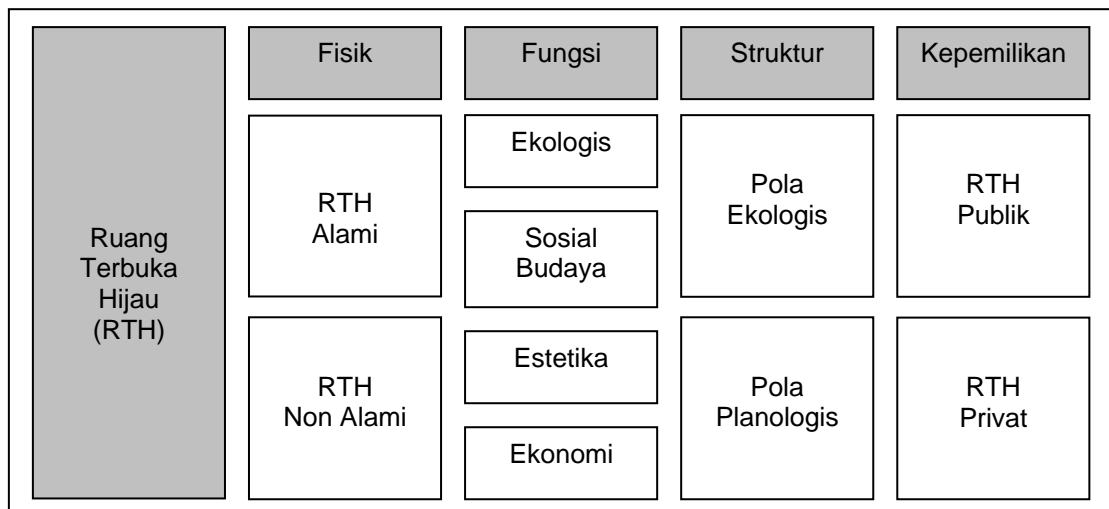 Ruang
Terbuka
Hijau
(RTH)
Fisik
RTH
Alami
RTH
Non Alami
Fungsi
Ekologis
Sosial
Budaya
Estetika
Ekonomi
Struktur
Pola
Ekologis
Pola
Planologis
Kepemilikan
RTH
Publik
RTH
Privat